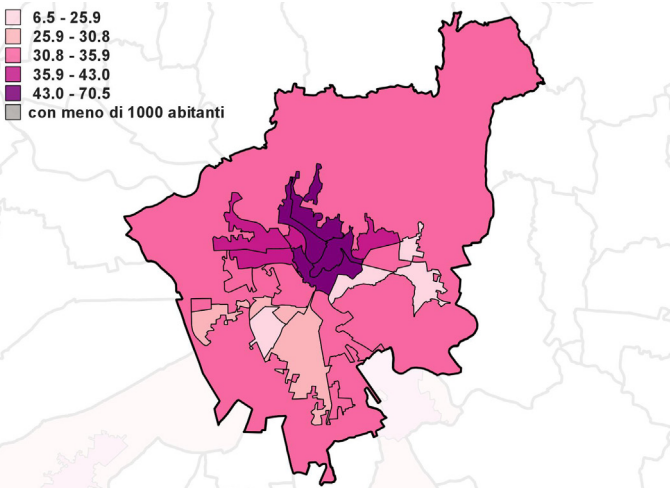 6.5 - 25.9
25.9 - 30.8
30.8 - 35.9
35.9 - 43.0
43.0 - 70.5
con meno di 1000 abitanti